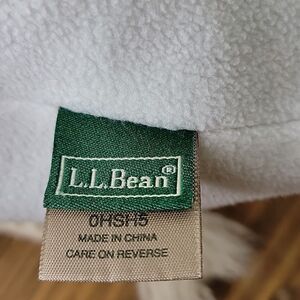 L.L.Bean®
0HSH5
MADE IN CHINA
CARE ON REVERSE